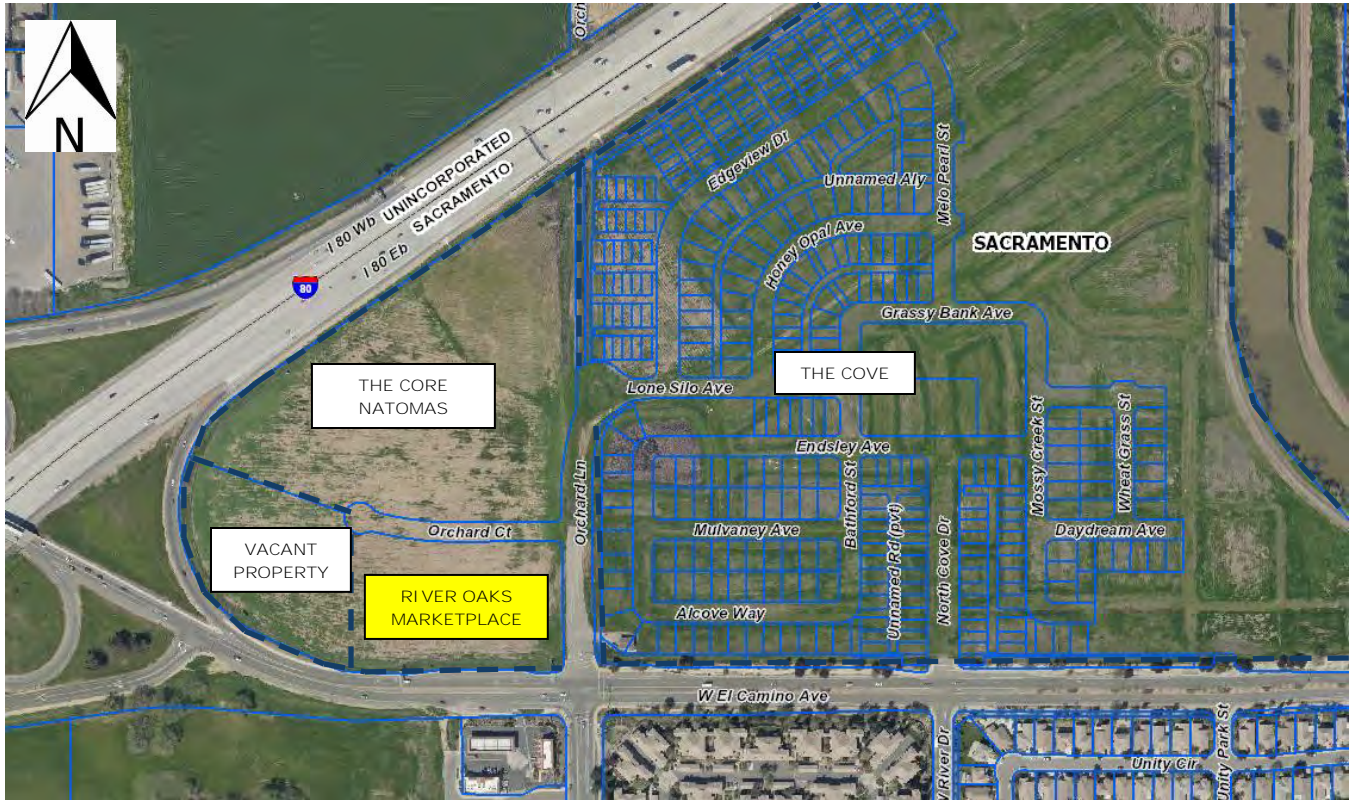 N
Orch
I 80 Wb
UNINCORPORATED
SACRAMENTO
I 80 Eb
80
Edgeview Dr
Unnamed Aly
Melo Pearl St
Honey Opal Ave
SACRAMENTO
Grassy Bank Ave
THE CORE
NATOMAS
THE COVE
Lone Silo Ave
Endsley Ave
Mossy Creek St
Wheat Grass St
Orchard Ln
Orchard Ct
Mulvaney Ave
Bathford St
Unnamed Rd (pvt)
North Cove Dr
Daydream Ave
VACANT
PROPERTY
RIVER OAKS
MARKETPLACE
Alcove Way
W El Camino Ave
River Dr
Unity Cir
Unity Park St